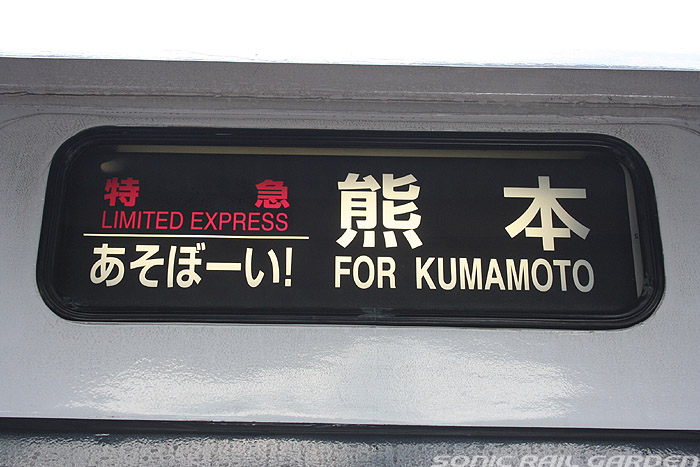 特急
LIMITED EXPRESS
あそぼーい!
熊本
FOR KUMAMOTO
SONIC RAIL GARDEN